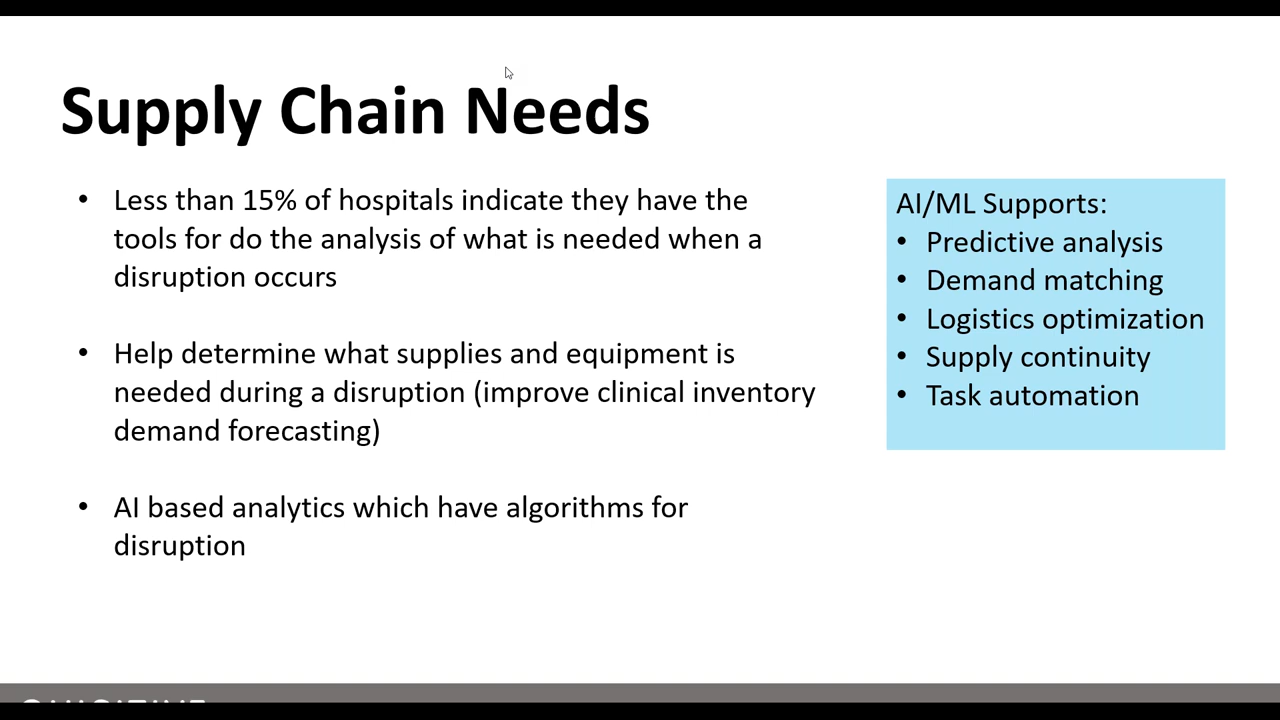 Supply Chain Needs
• Less than 15% of hospitals indicate they have the
tools for do the analysis of what is needed when a
disruption occurs
• Help determine what supplies and equipment is
needed during a disruption (improve clinical inventory
demand forecasting)
• AI based analytics which have algorithms for
disruption
AI/ML Supports:
• Predictive analysis
• Demand matching
• Logistics optimization
• Supply continuity
• Task automation